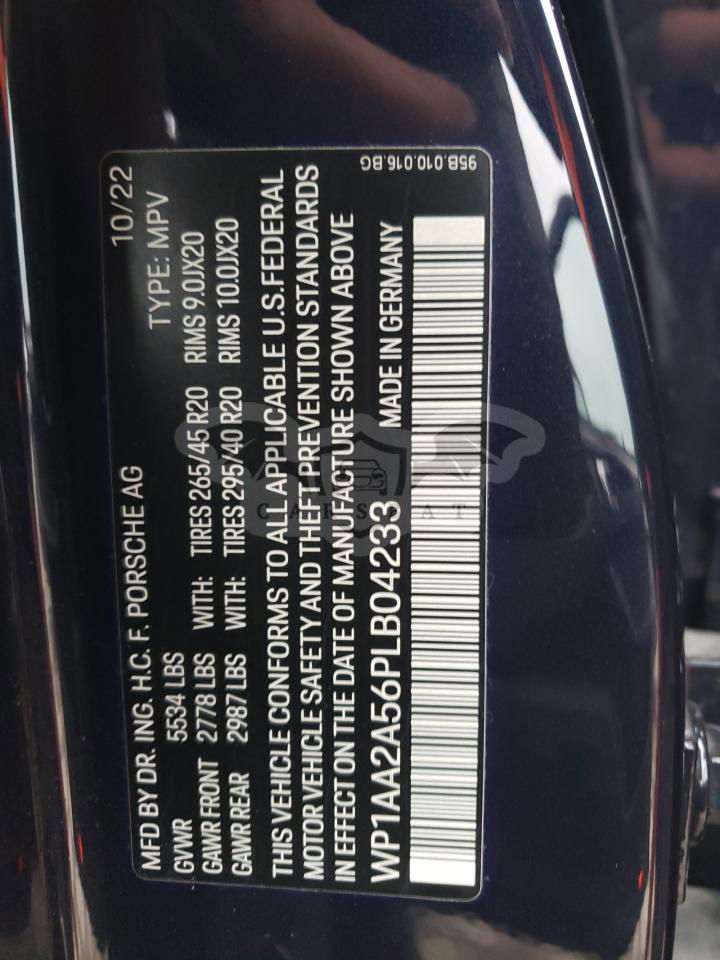 MFD BY DR. ING. H.C. F. PORSCHE AG 10/22
GVWR 5534 LBS TYPE: MPV
GAWR FRONT 2778 LBS WITH: TIRES 265/45 R20 RIMS 9.0JX20
GAWR REAR 2987 LBS WITH: TIRES 295/40 R20 RIMS 10.0JX20
THIS VEHICLE CONFORMS TO ALL APPLICABLE U.S.FEDERAL
MOTOR VEHICLE SAFETY AND THEFT PREVENTION STANDARDS
IN EFFECT ON THE DATE OF MANUFACTURE SHOWN ABOVE
WP1AA2A56PLB04233 MADE IN GERMANY
95B.010.016.BG